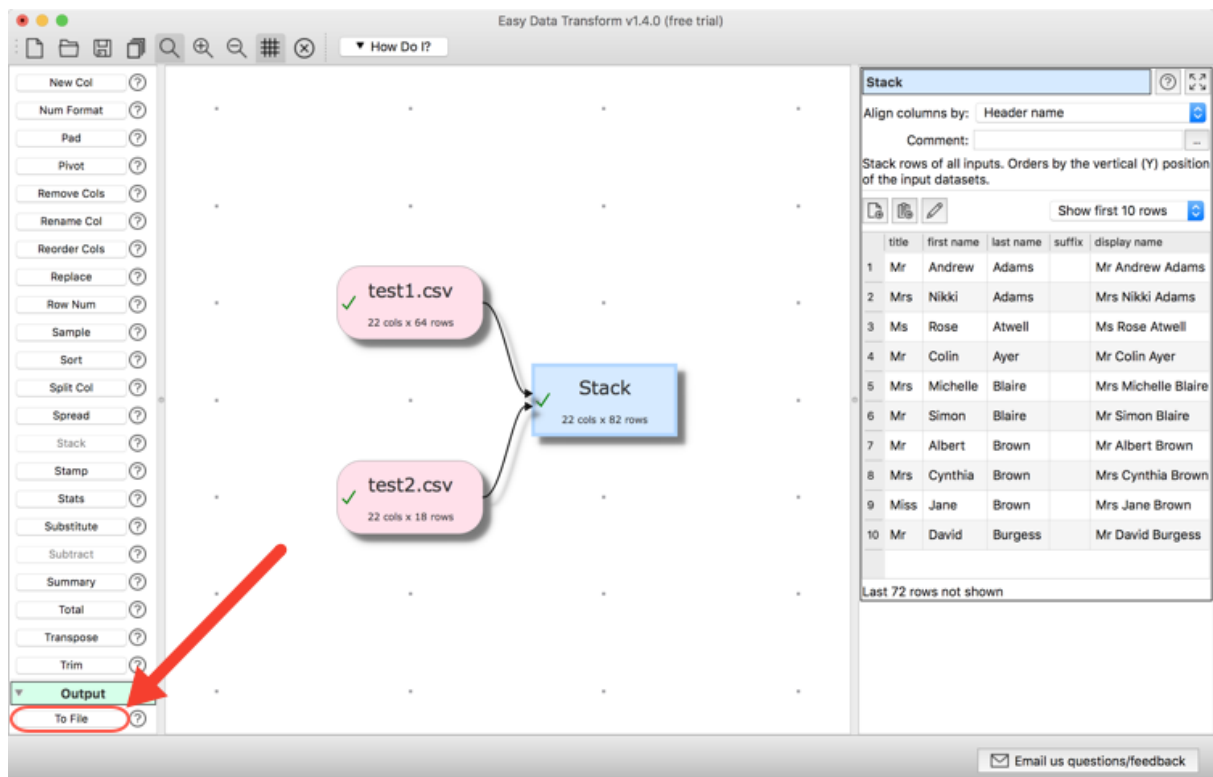 Easy Data Transform v1.4.0 (free trial)
▼ How Do I?
New Col ?
Num Format ?
Pad ?
Pivot ?
Remove Cols ?
Rename Col ?
Reorder Cols ?
Replace ?
Row Num ?
Sample ?
Sort ?
Split Col ?
Spread ?
Stack ?
Stamp ?
Stats ?
Substitute ?
Subtract ?
Summary ?
Total ?
Transpose ?
Trim ?
Output
To File ?
test1.csv
22 cols x 64 rows
Stack
22 cols x 82 rows
test2.csv
22 cols x 18 rows
Stack ?
Align columns by: Header name
Comment: ...
Stack rows of all inputs. Orders by the vertical (Y) position
of the input datasets.
Show first 10 rows
title first name last name suffix display name
1 Mr Andrew Adams Mr Andrew Adams
2 Mrs Nikki Adams Mrs Nikki Adams
3 Ms Rose Atwell Ms Rose Atwell
4 Mr Colin Ayer Mr Colin Ayer
5 Mrs Michelle Blaire Mrs Michelle Blaire
6 Mr Simon Blaire Mr Simon Blaire
7 Mr Albert Brown Mr Albert Brown
8 Mrs Cynthia Brown Mrs Cynthia Brown
9 Miss Jane Brown Mrs Jane Brown
10 Mr David Burgess Mr David Burgess
Last 72 rows not shown
Email us questions/feedback